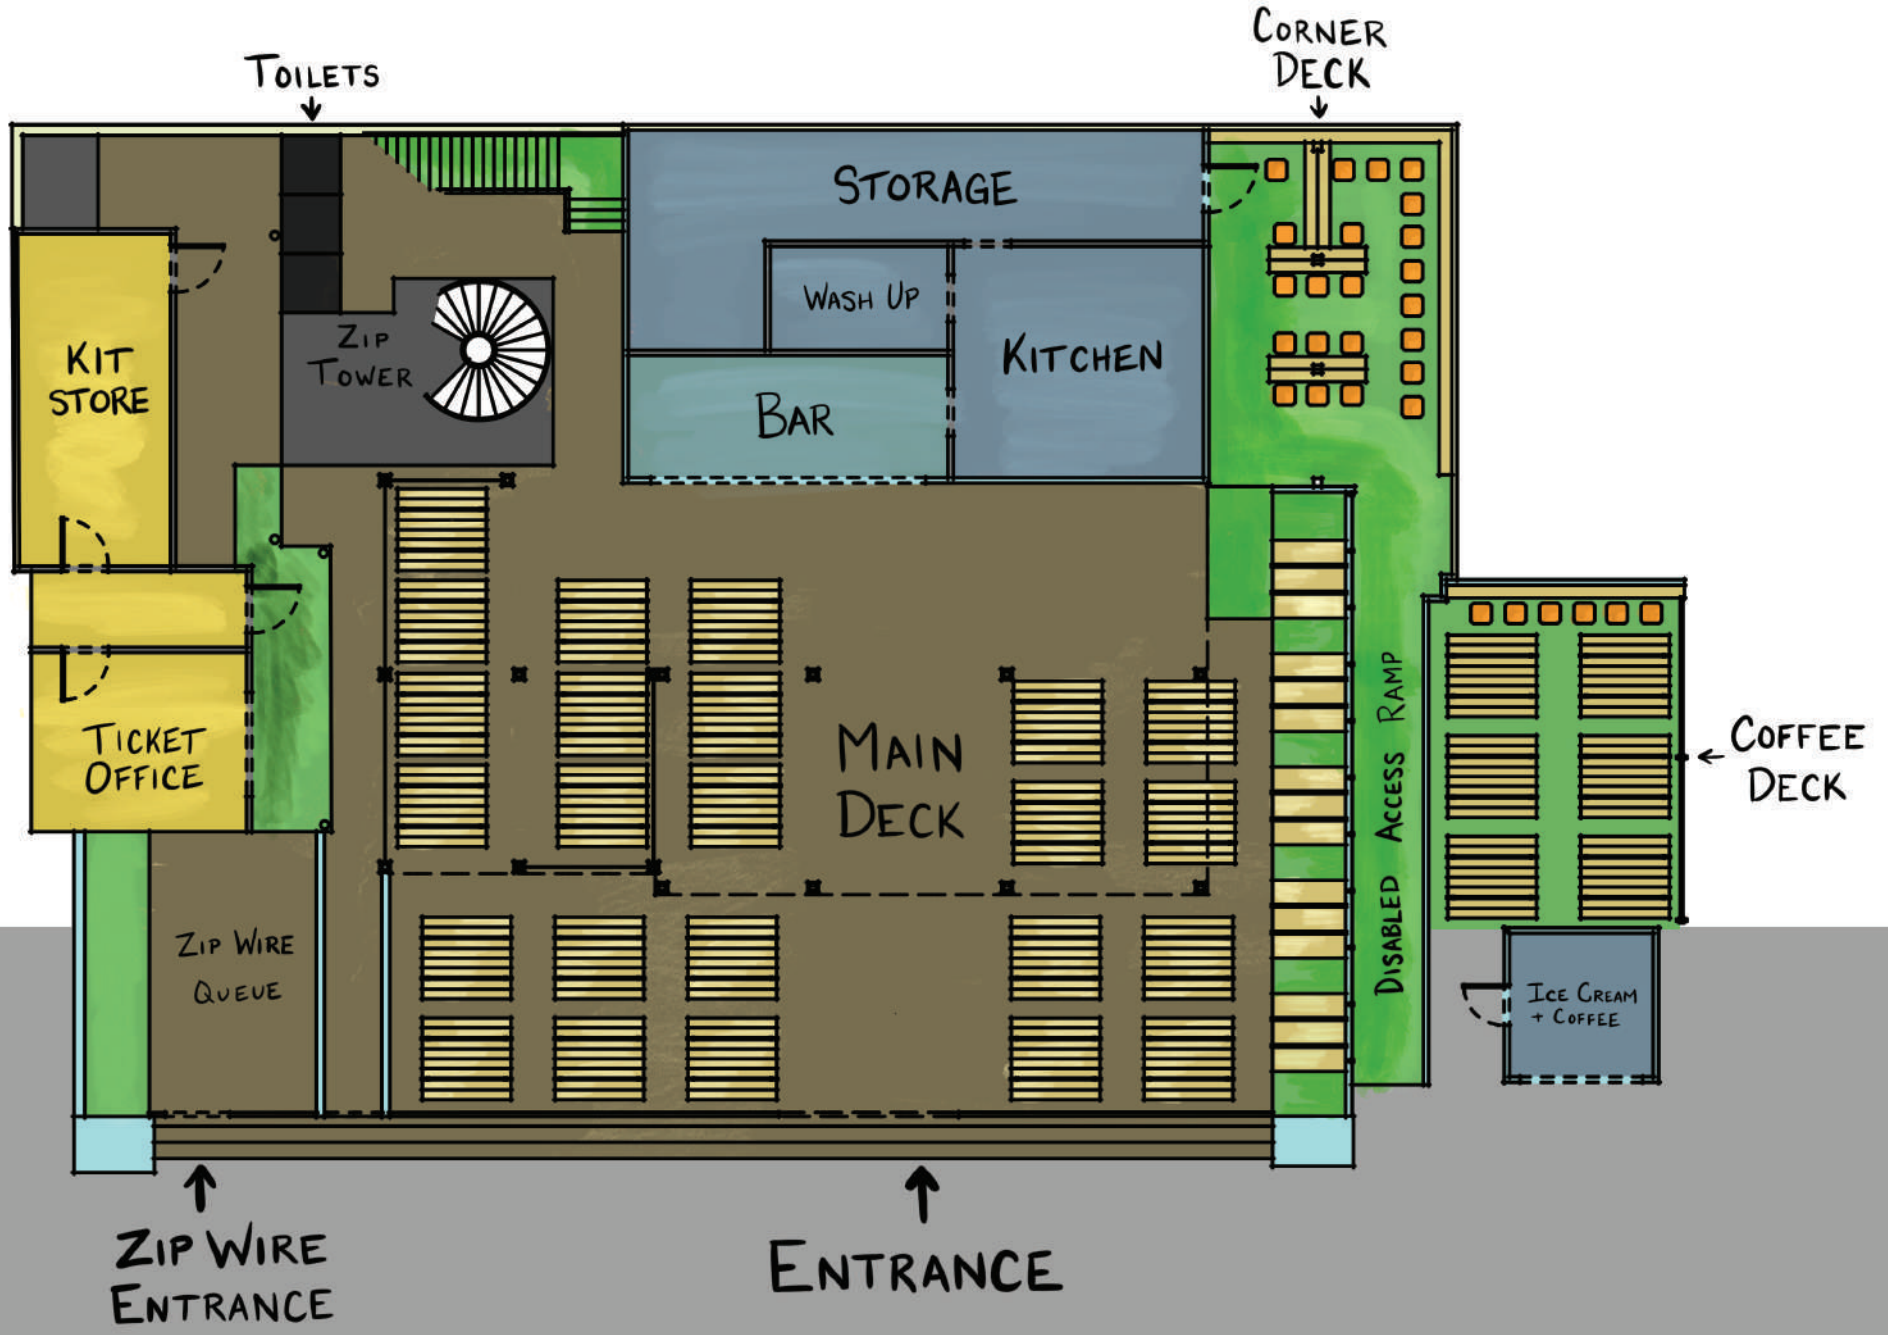 CORNER
DECK
TOILETS
STORAGE
WASH UP
ZIP
TOWER
KITCHEN
KIT
STORE
BAR
TICKET
OFFICE
MAIN
DECK
DISABLED ACCESS RAMP
COFFEE
DECK
ZIP WIRE
QUEUE
ICE CREAM
+ COFFEE
ZIP WIRE
ENTRANCE
ENTRANCE